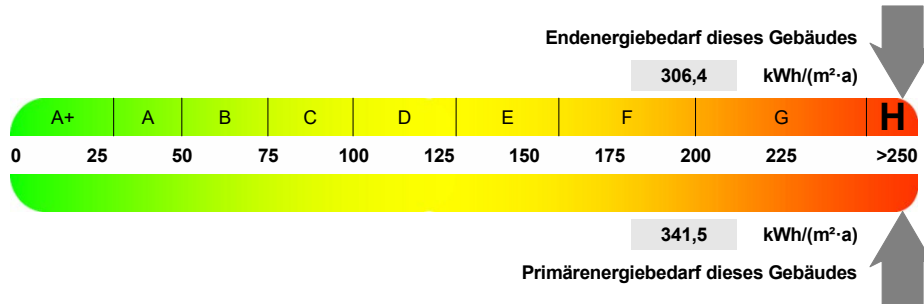 Endenergiebedarf dieses Gebäudes
306,4 kWh/(m²·a)
A+ A B C D E F G H
0 25 50 75 100 125 150 175 200 225 >250
341,5 kWh/(m²·a)
Primärenergiebedarf dieses Gebäudes